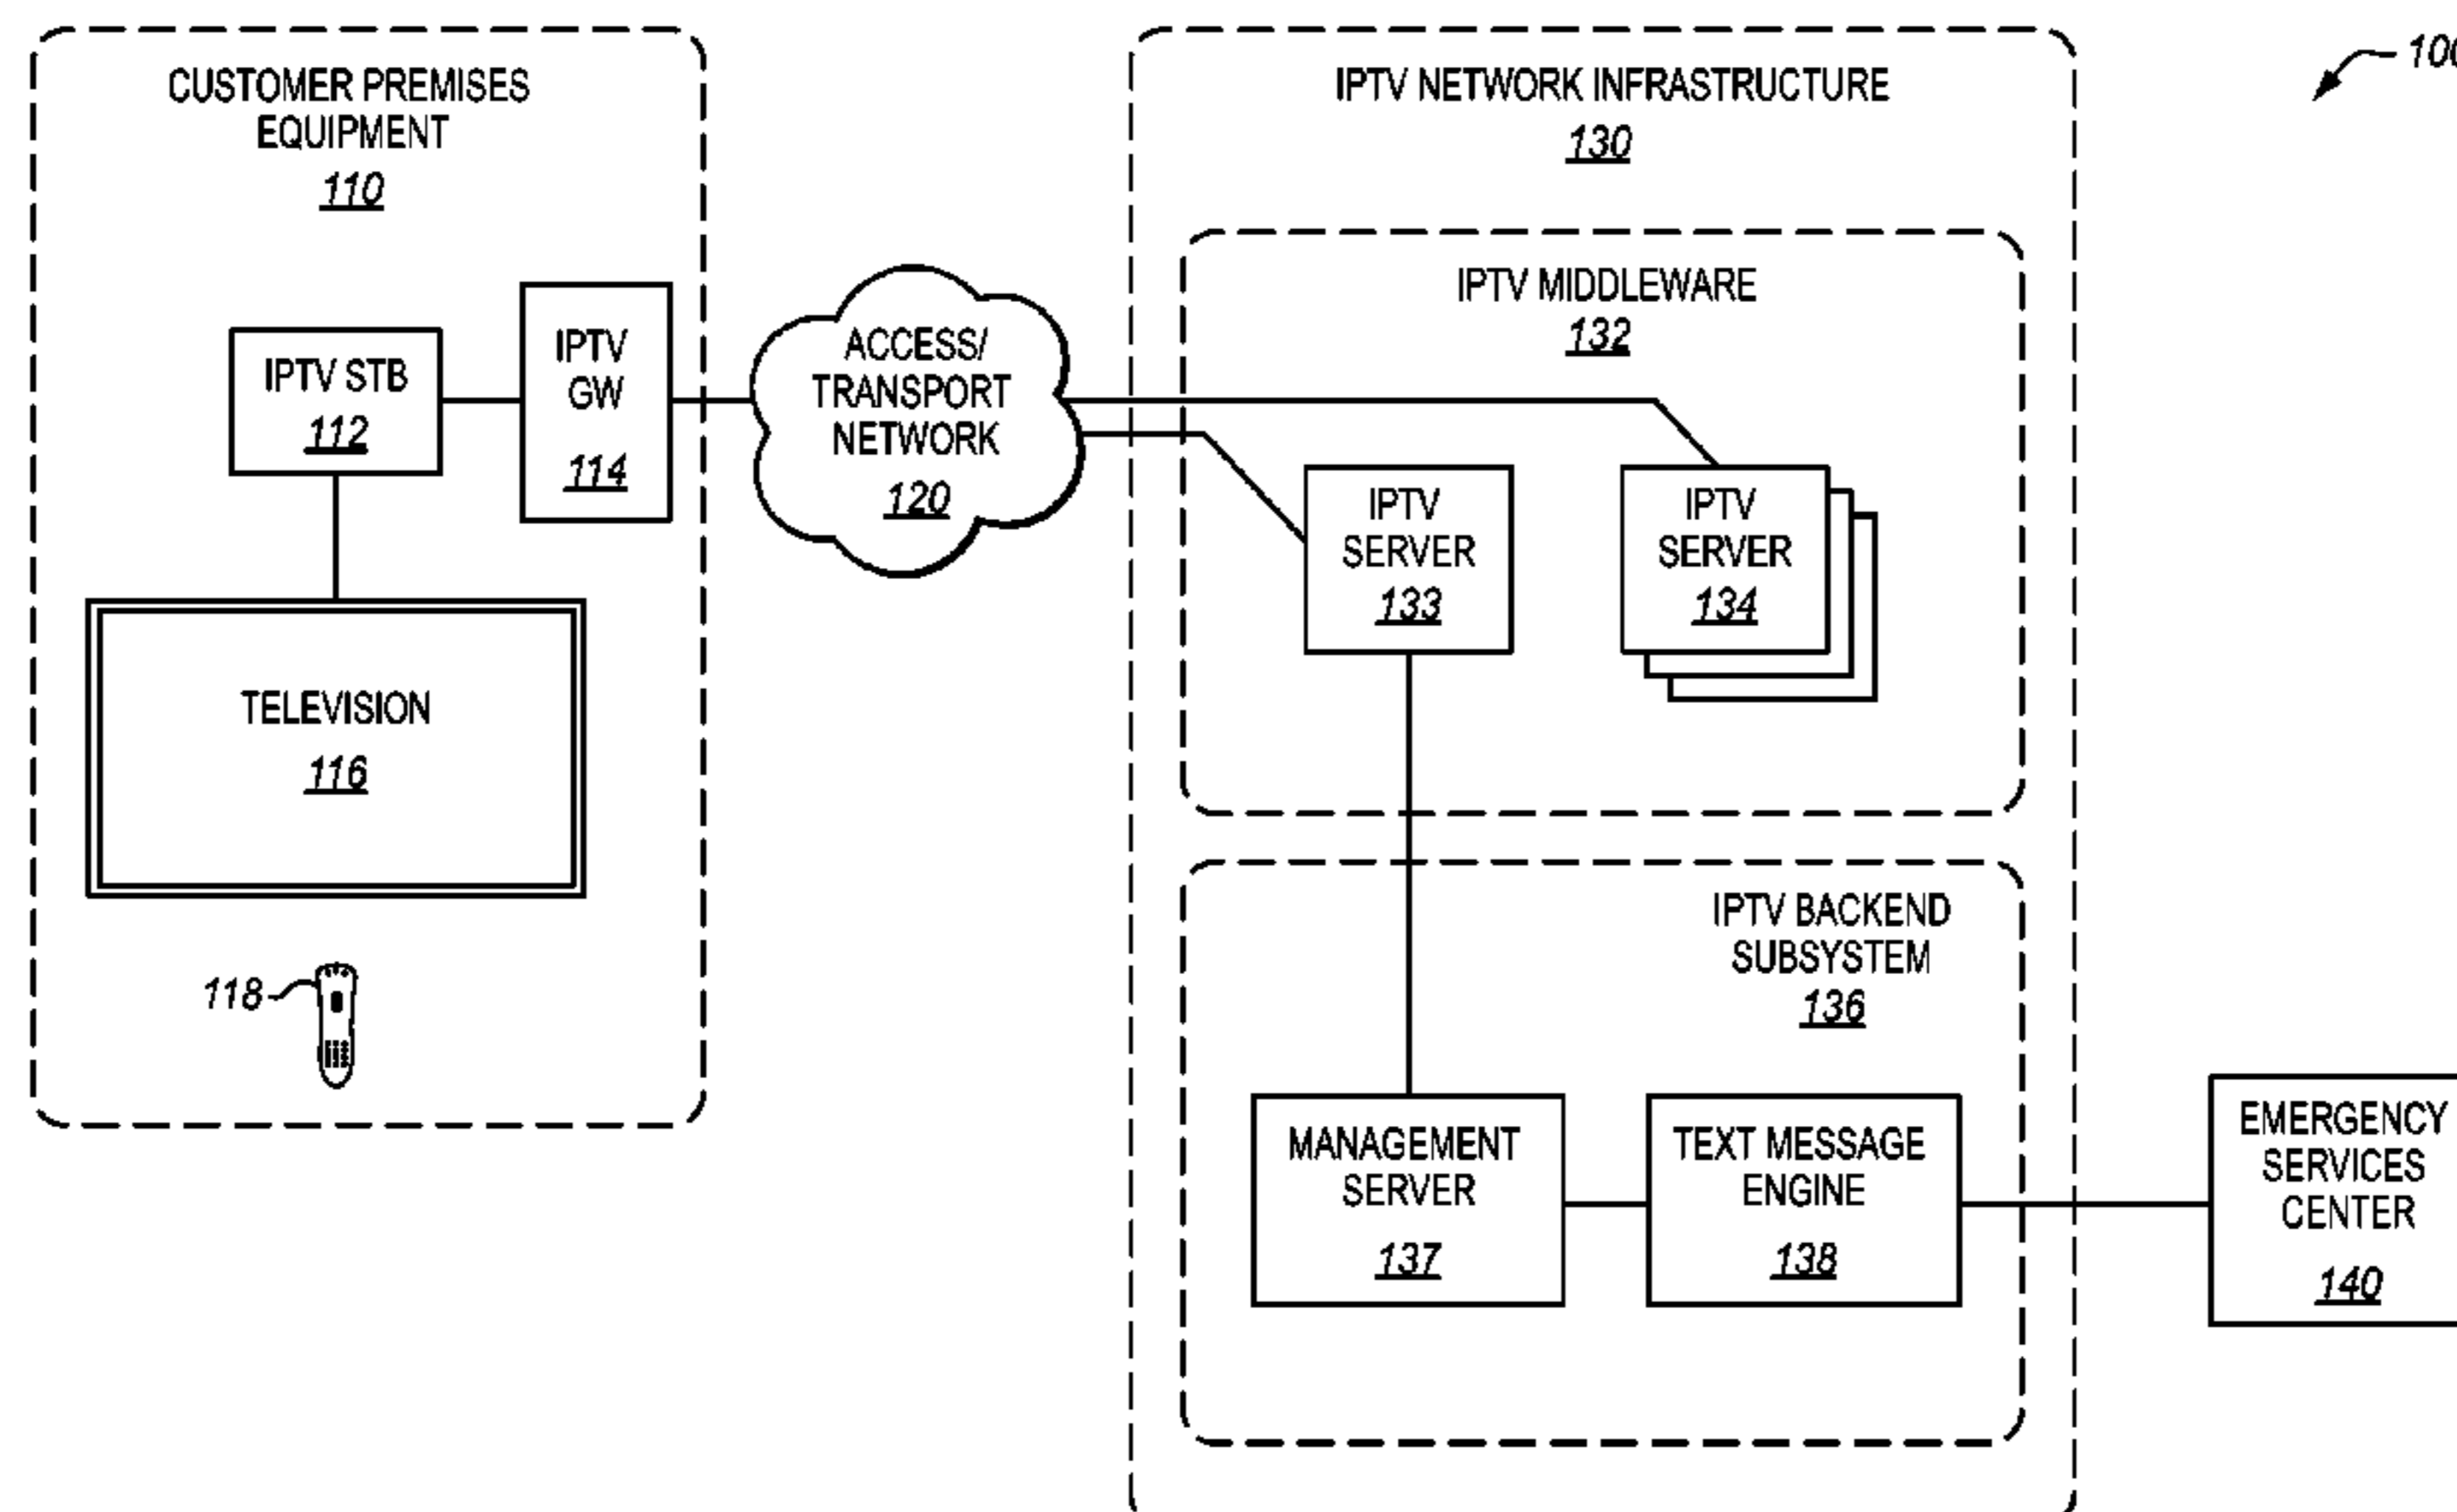 CUSTOMER PREMISES
EQUIPMENT
110
IPTV STB
112
IPTV
GW
114
TELEVISION
116
118
ACCESS/
TRANSPORT
NETWORK
120
IPTV NETWORK INFRASTRUCTURE
130
IPTV MIDDLEWARE
132
IPTV
SERVER
133
IPTV
SERVER
134
IPTV BACKEND
SUBSYSTEM
136
MANAGEMENT
SERVER
137
TEXT MESSAGE
ENGINE
138
EMERGENCY
SERVICES
CENTER
140
100